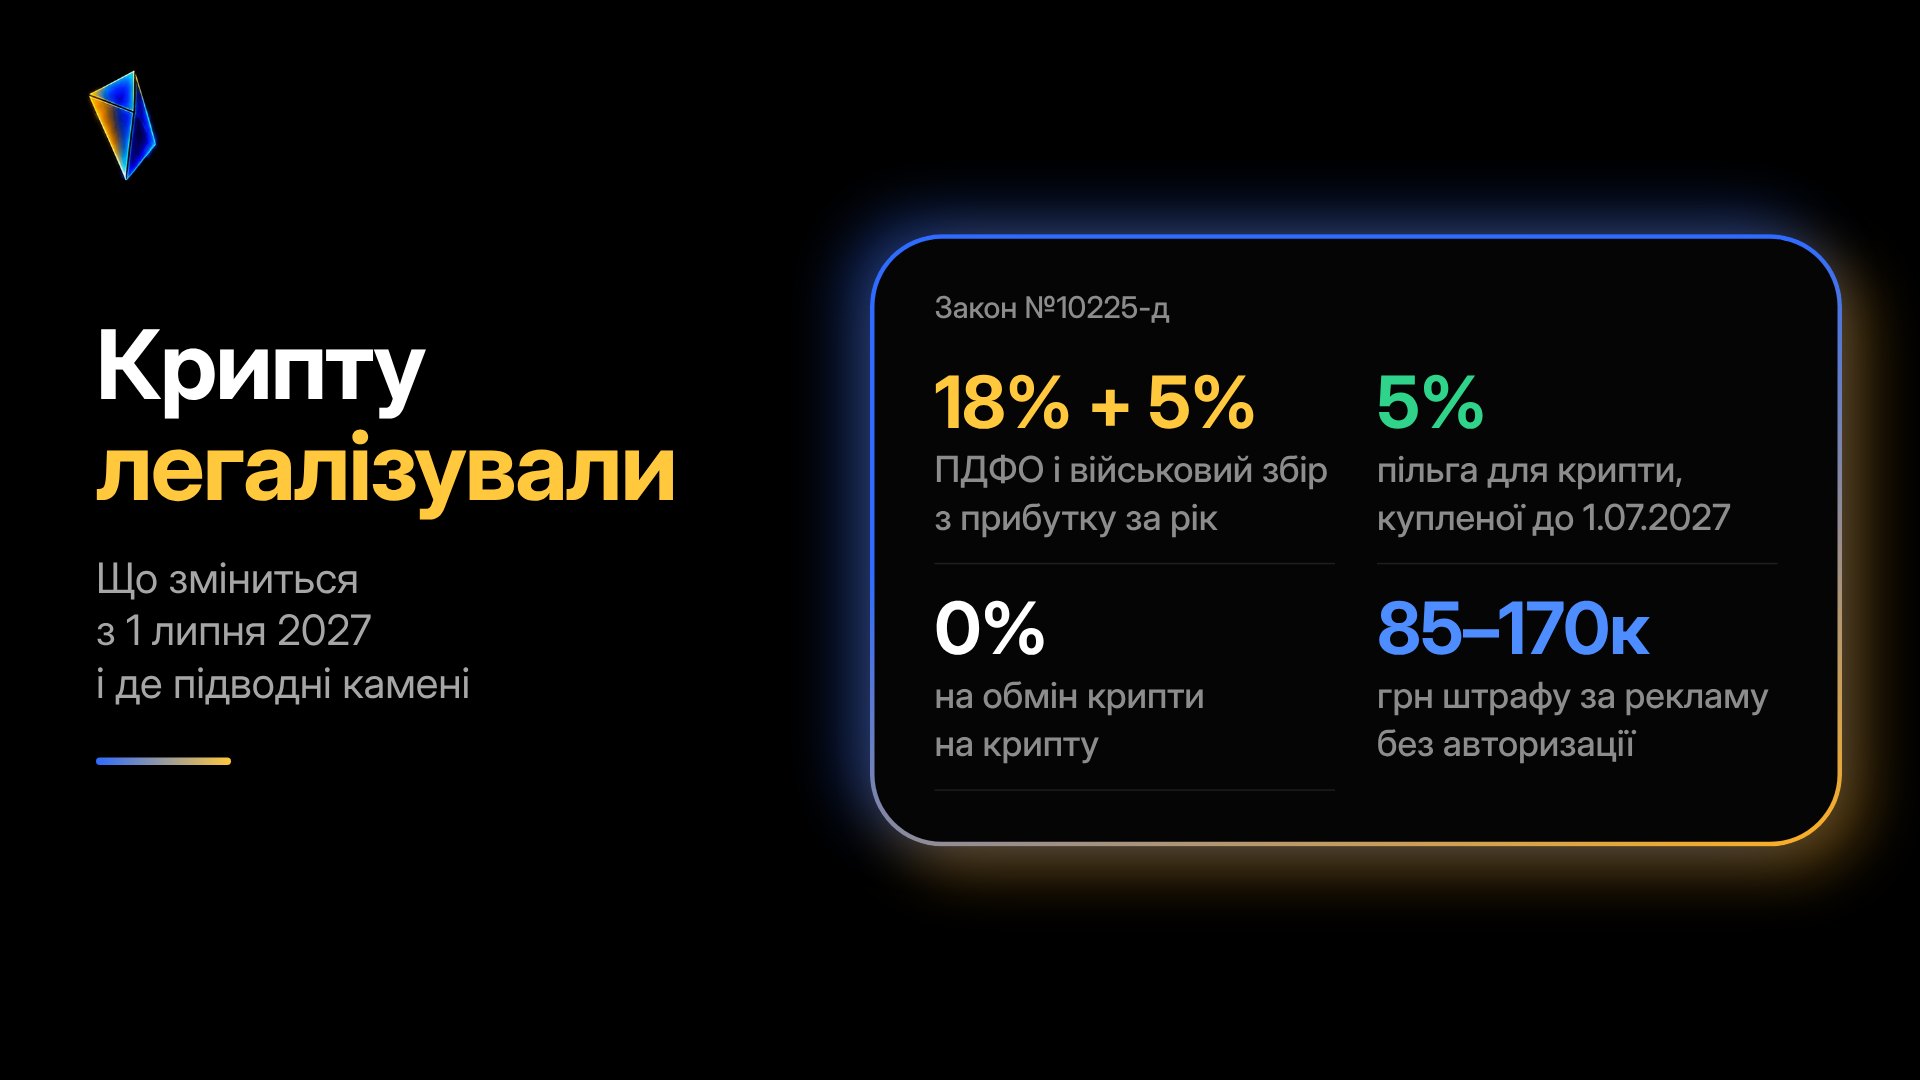 Крипту
легалізували
Що зміниться
з 1 липня 2027
і де підводні камені
Закон №10225-д
18% + 5%
ПДФО і військовий збір
з прибутку за рік
5%
пільга для крипти,
купленої до 1.07.2027
0%
на обмін крипти
на крипту
85–170к
грн штрафу за рекламу
без авторизації